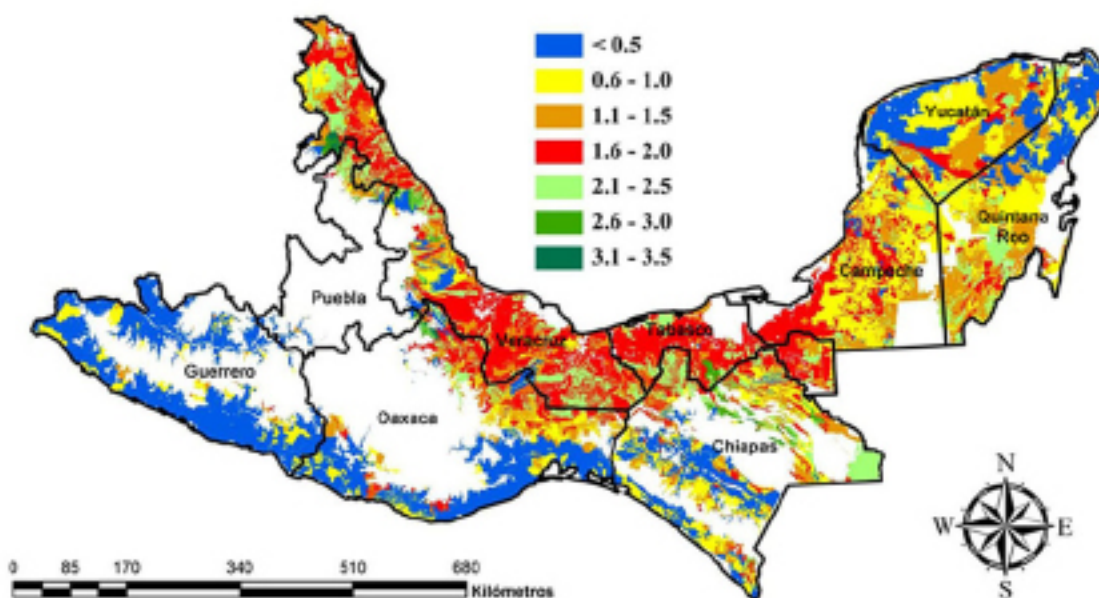 < 0.5
0.6 - 1.0
1.1 - 1.5
1.6 - 2.0
2.1 - 2.5
2.6 - 3.0
3.1 - 3.5
Yucatán
Quintana
Roo
Campeche
Tabasco
Veracruz
Puebla
Guerrero
Oaxaca
Chiapas
N
W
E
S
0 85 170 340 510 680
Kilómetros